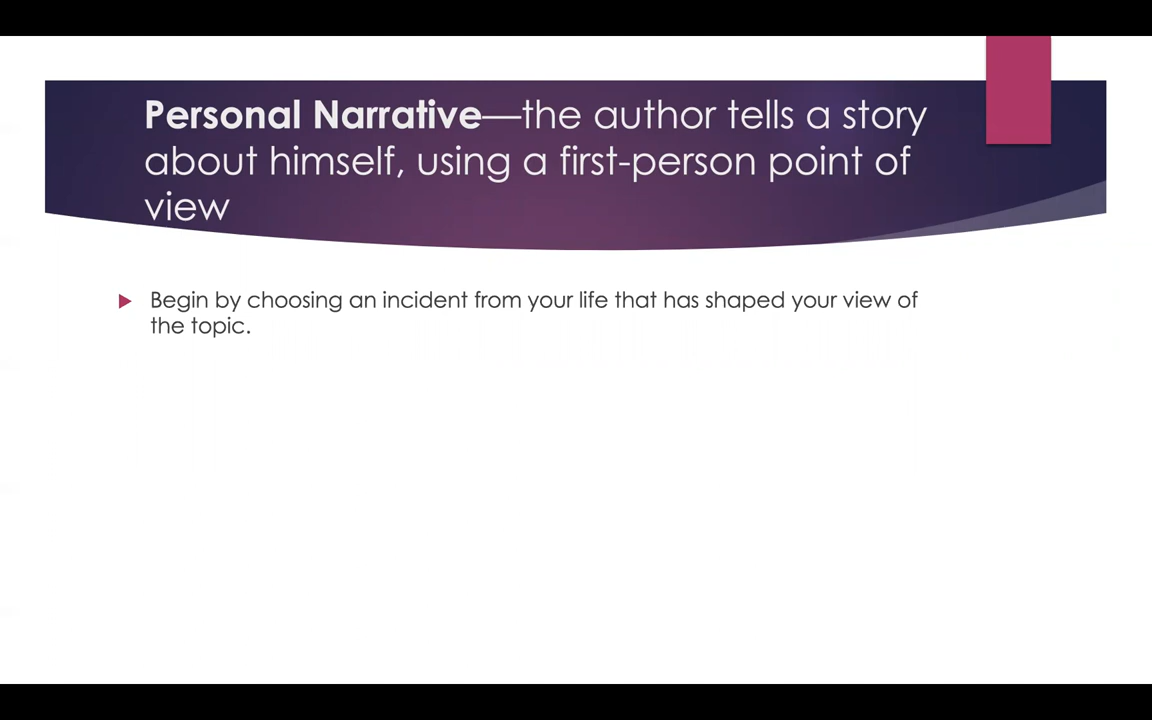 Personal Narrative—the author tells a story
about himself, using a first-person point of
view
Begin by choosing an incident from your life that has shaped your view of
the topic.